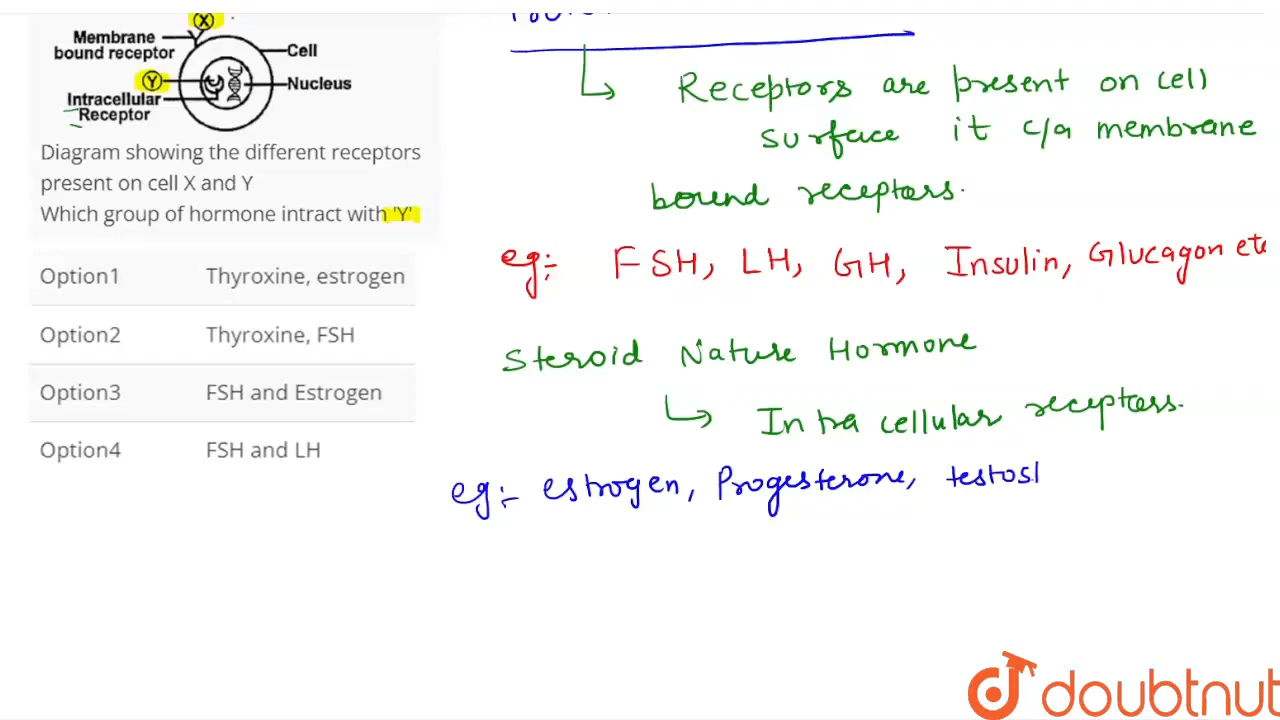 X
Membrane
bound receptor
Cell
Y
Nucleus
Intracellular
Receptor
Diagram showing the different receptors
present on cell X and Y
Which group of hormone intract with 'Y'
Option1 Thyroxine, estrogen
Option2 Thyroxine, FSH
Option3 FSH and Estrogen
Option4 FSH and LH
Receptors are present on cell
surface it c/a membrane
bound receptors.
eg:- FSH, LH, GH, Insulin, Glucagon etc
Steroid Nature Hormone
Intra cellular receptors.
eg:- estrogen, Progesterone, testost
doubtnut